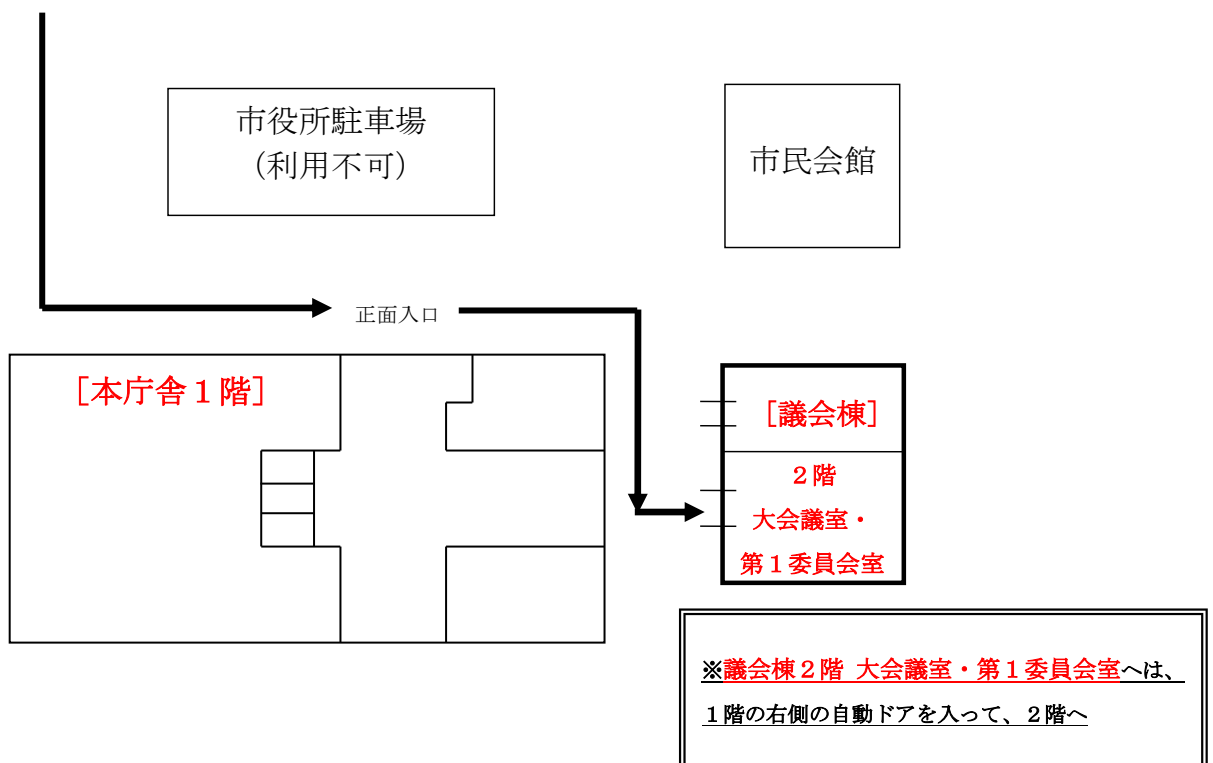 市役所駐車場
(利用不可)
市民会館
正面入口
［本庁舎１階］
［議会棟］
２階
大会議室・
第１委員会室
※議会棟２階 大会議室・第１委員会室へは、
１階の右側の自動ドアを入って、２階へ